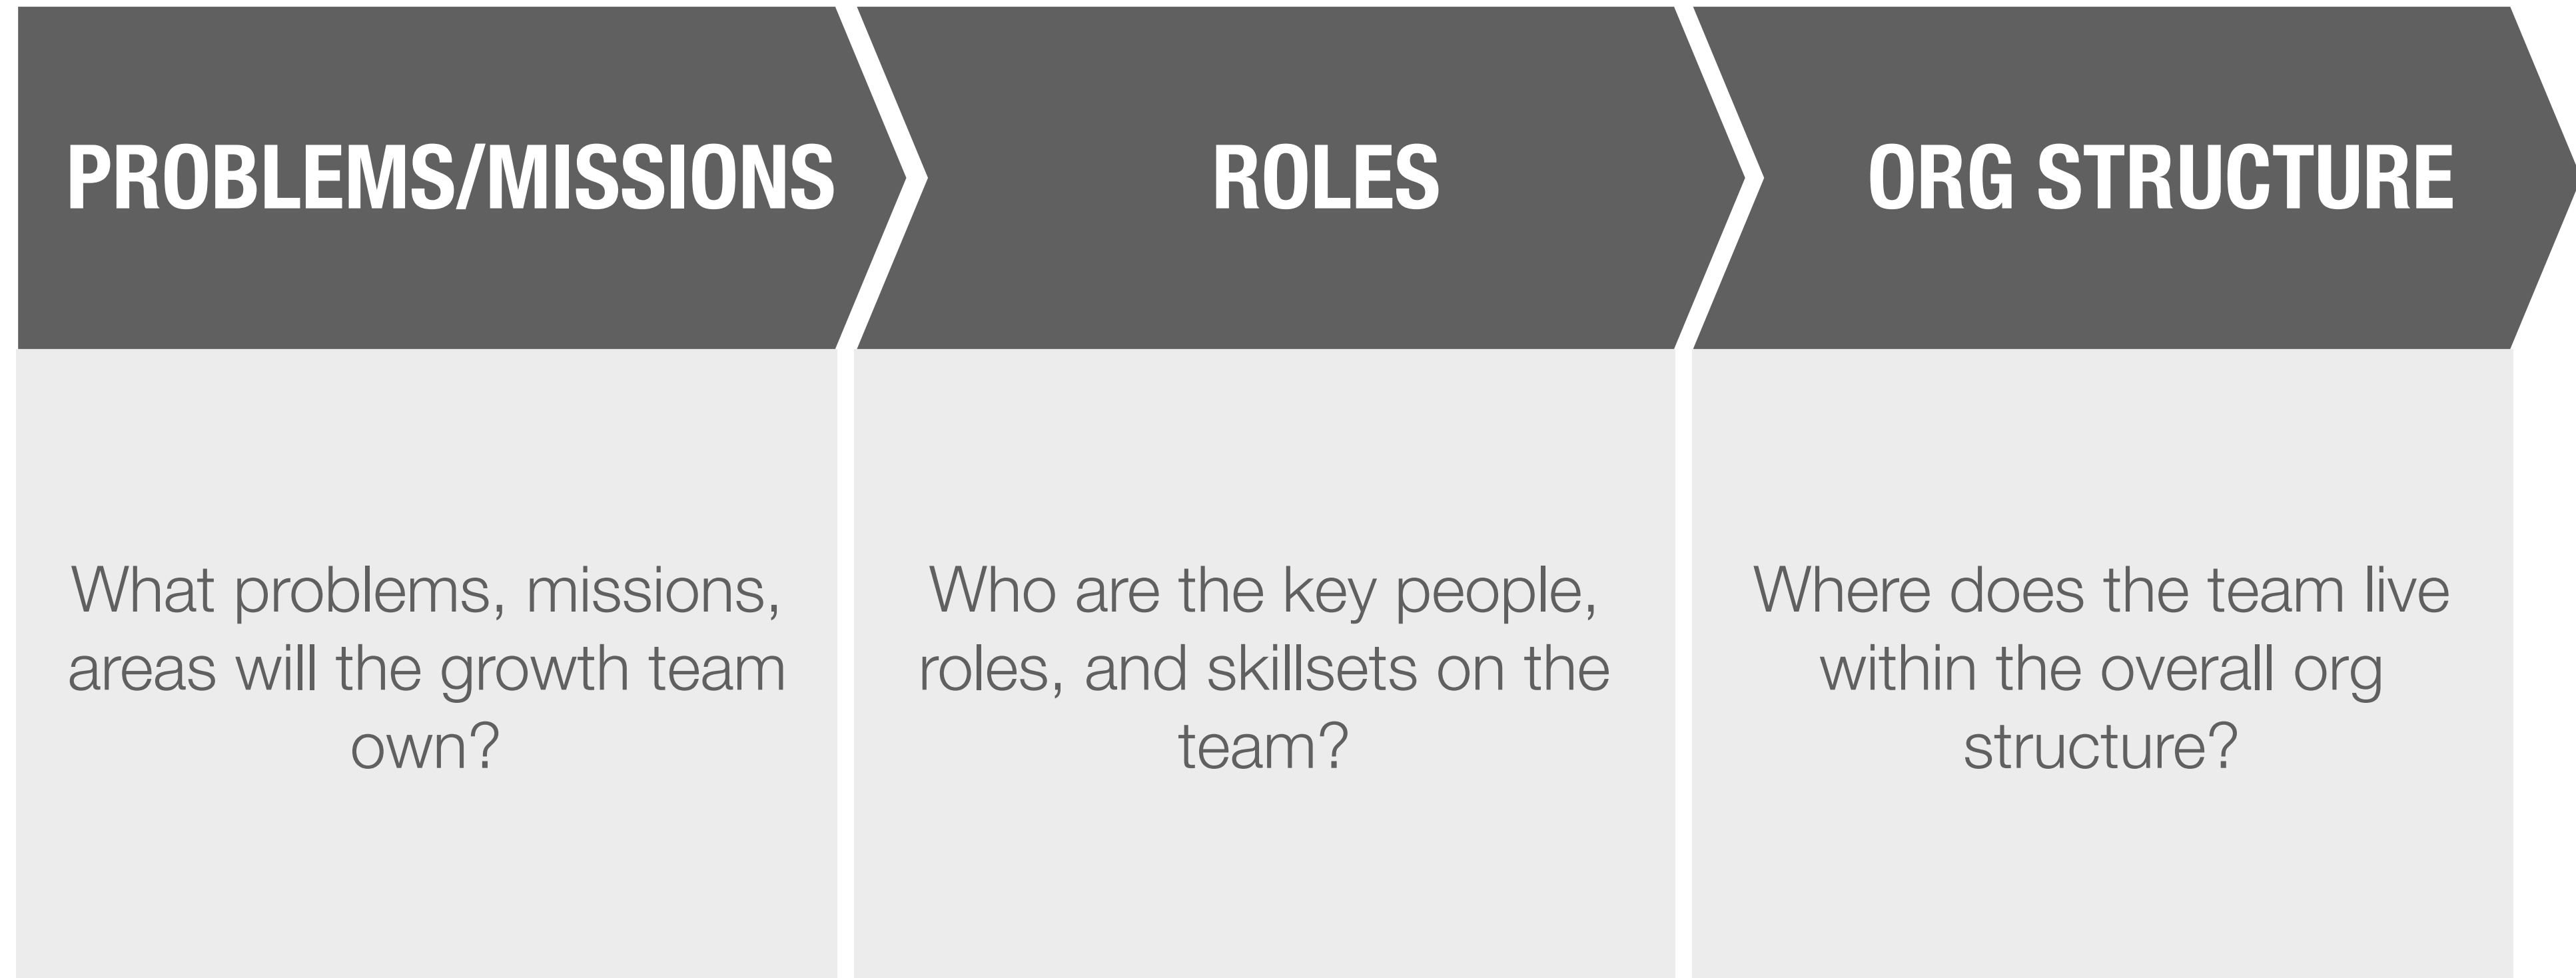 PROBLEMS/MISSIONS
ROLES
ORG STRUCTURE
What problems, missions,
areas will the growth team
own?
Who are the key people,
roles, and skillsets on the
team?
Where does the team live
within the overall org
structure?